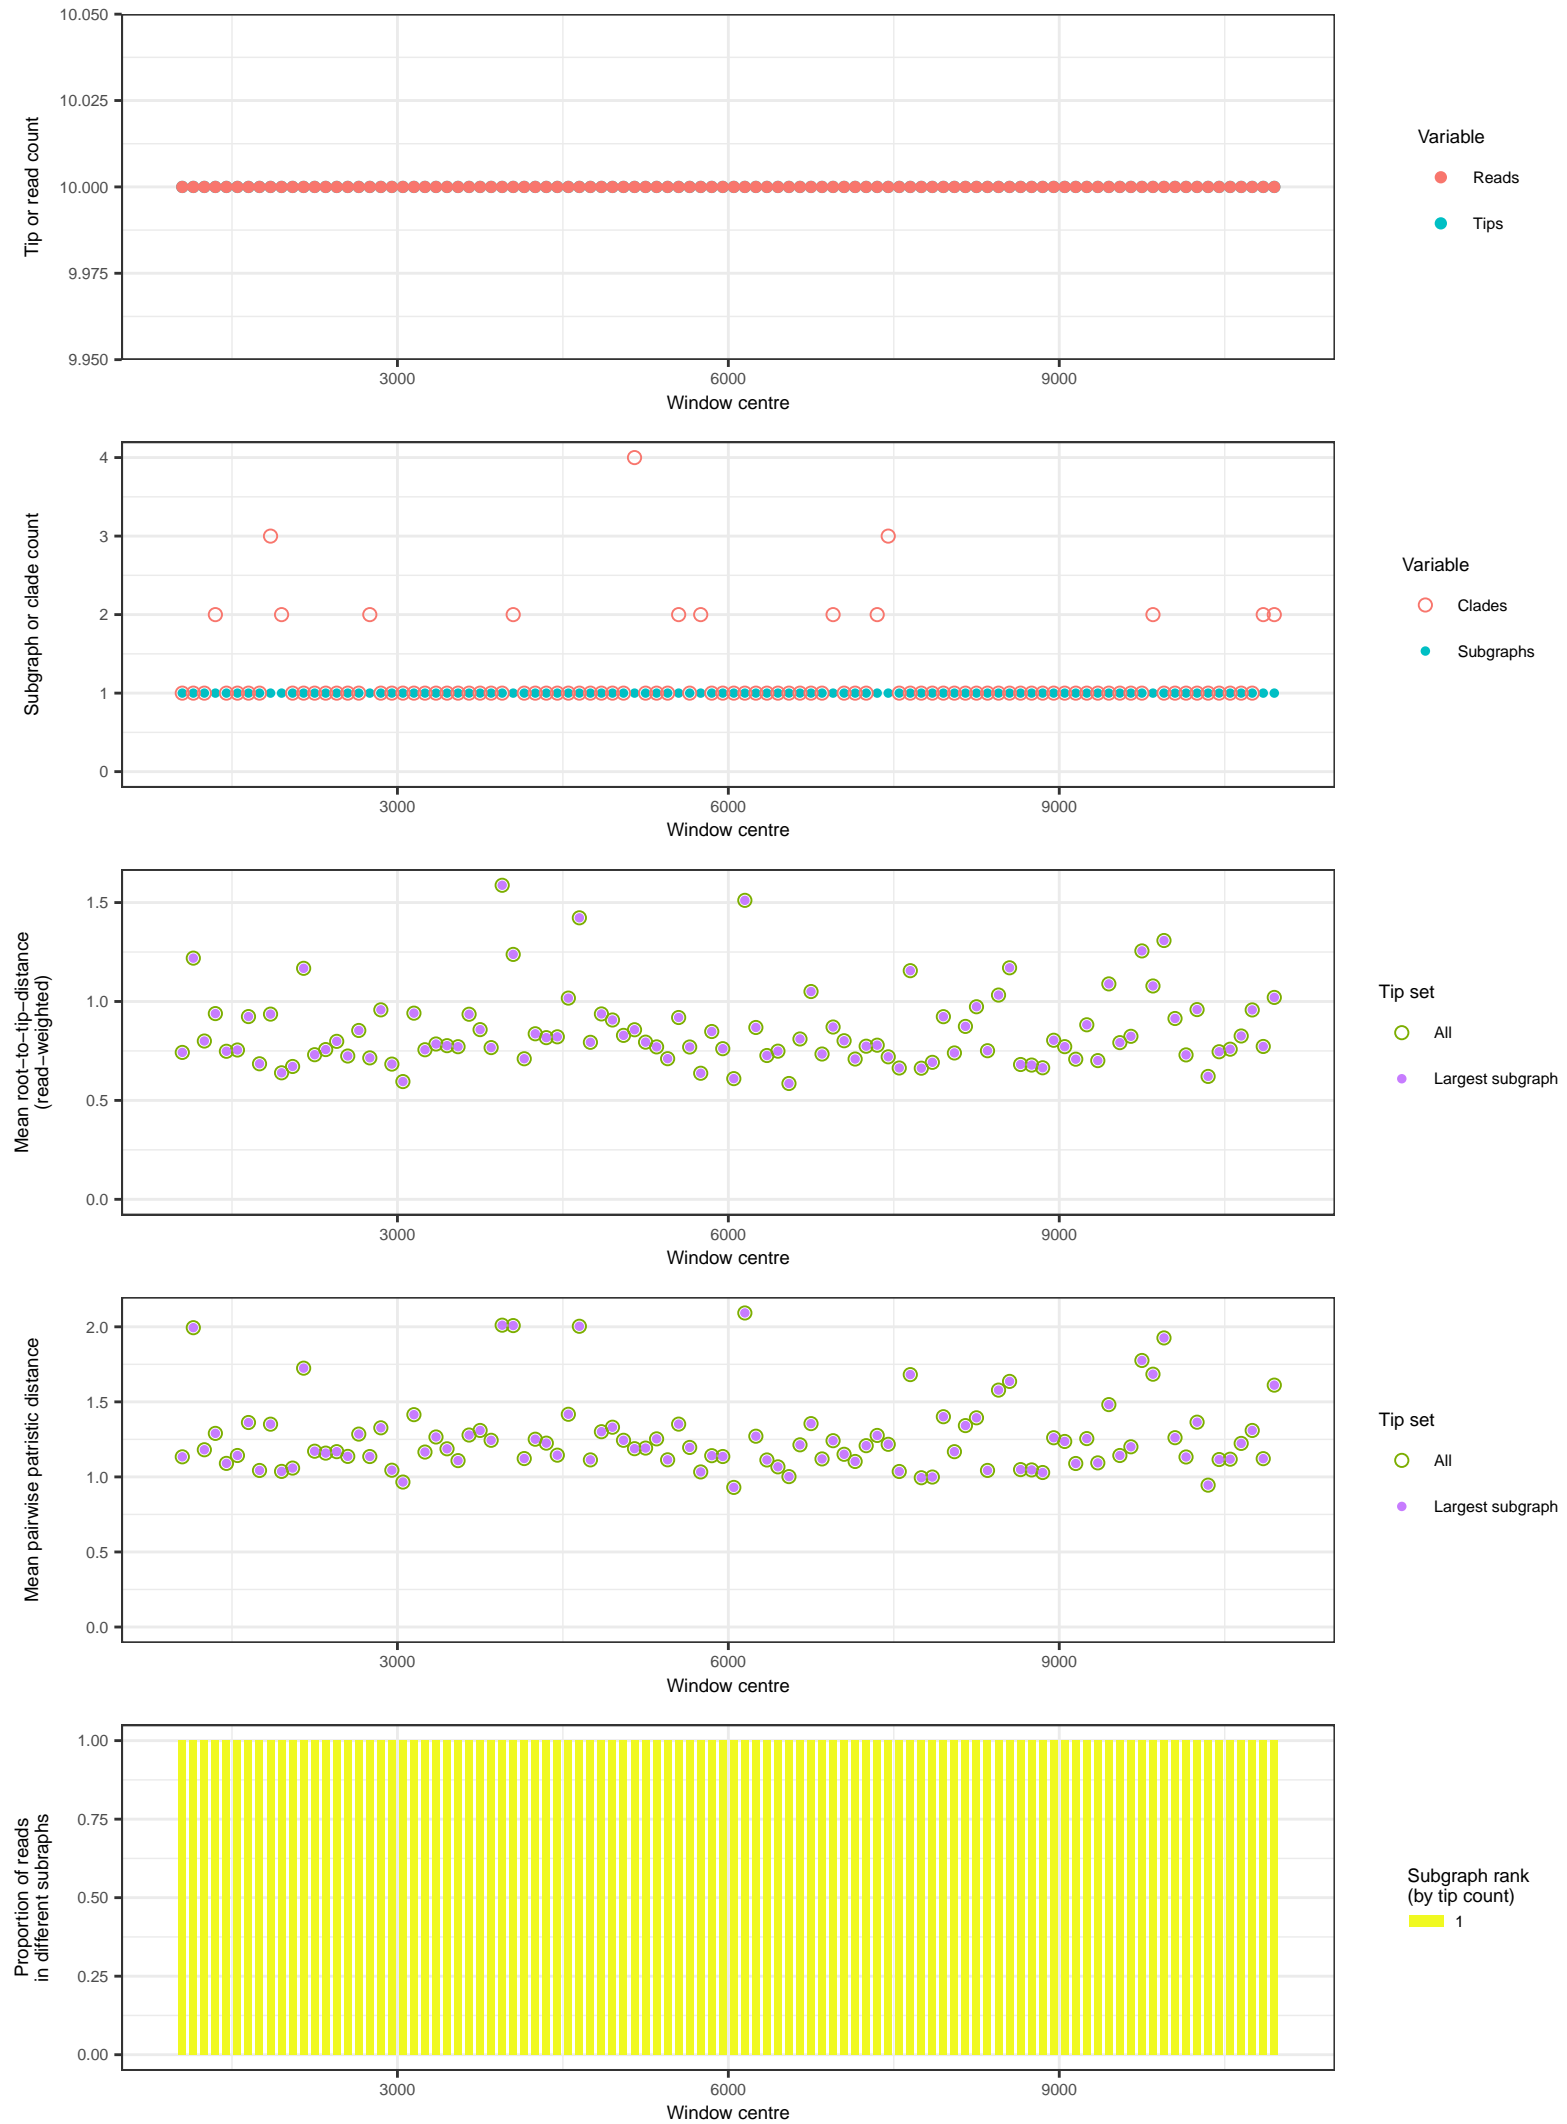 10.050
10.025
10.000
9.975
9.950
Tip or read count
3000
6000
9000
Window centre
Variable
Reads
Tips
4
3
2
1
0
Subgraph or clade count
3000
6000
9000
Window centre
Variable
Clades
Subgraphs
1.5
1.0
0.5
0.0
Mean root−to−tip−distance
(read−weighted)
3000
6000
9000
Window centre
Tip set
All
Largest subgraph
2.0
1.5
1.0
0.5
0.0
Mean pairwise patristic distance
3000
6000
9000
Window centre
Tip set
All
Largest subgraph
1.00
0.75
0.50
0.25
0.00
Proportion of reads
in different subraphs
3000
6000
9000
Window centre
Subgraph rank
(by tip count)
1